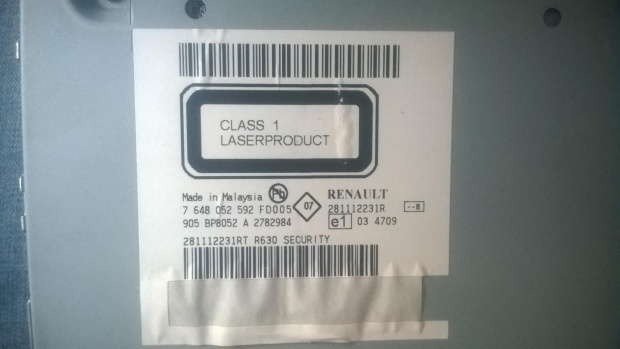 CLASS 1
LASERPRODUCT
Made in Malaysia Pb RENAULT
7 648 052 592 FD005 07 281112231R --B
905 BP8052 A 2782984 e1 03 4709
281112231RT R630 SECURITY